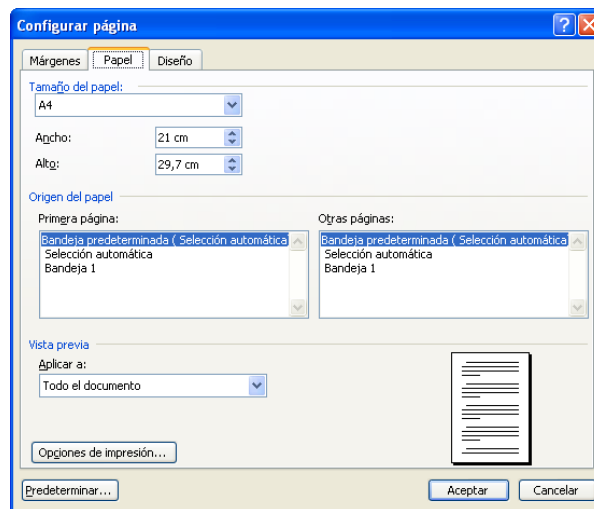 Configurar página
Márgenes Papel Diseño
Tamaño del papel:
A4
Ancho: 21 cm
Alto: 29,7 cm
Origen del papel
Primera página: Otras páginas:
Bandeja predeterminada ( Selección automática Bandeja predeterminada ( Selección automática
Selección automática Selección automática
Bandeja 1 Bandeja 1
Vista previa
Aplicar a:
Todo el documento
Opciones de impresión...
Predeterminar... Aceptar Cancelar